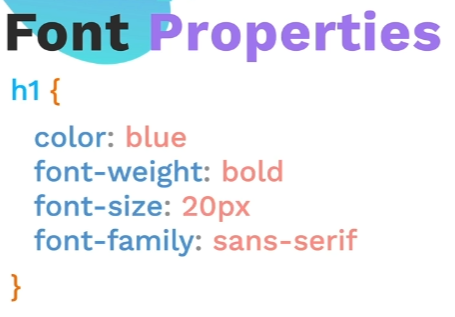 Font Properties
h1 {
color: blue
font-weight: bold
font-size: 20px
font-family: sans-serif
}